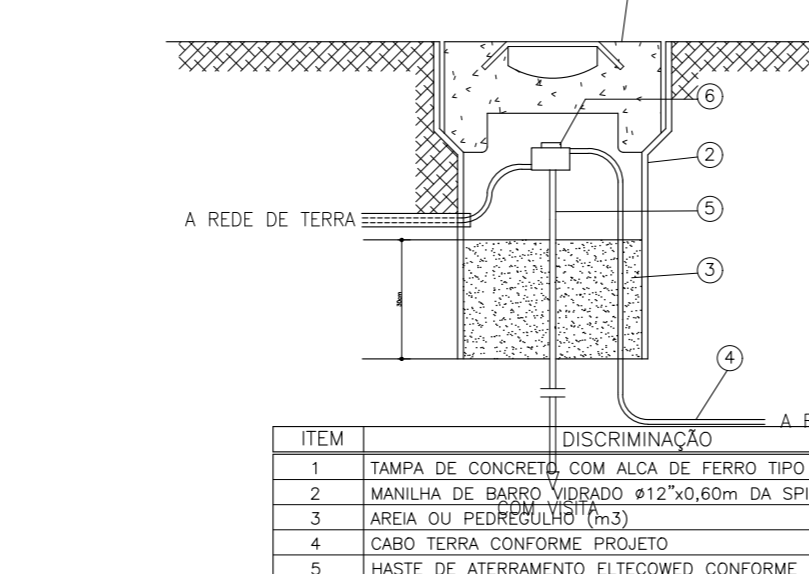 6
2
A REDE DE TERRA
5
3
30cm
4
A
ITEM DISCRIMINAÇÃO
1 TAMPA DE CONCRETO COM ALCA DE FERRO TIPO
2 MANILHA DE BARRO VIDRADO ø12"x0,60m DA
COM VISITA
3 AREIA OU PEDREGULHO (m3)
4 CABO TERRA CONFORME PROJETO
5 HASTE DE ATERRAMENTO ELTECOWED CONFORME